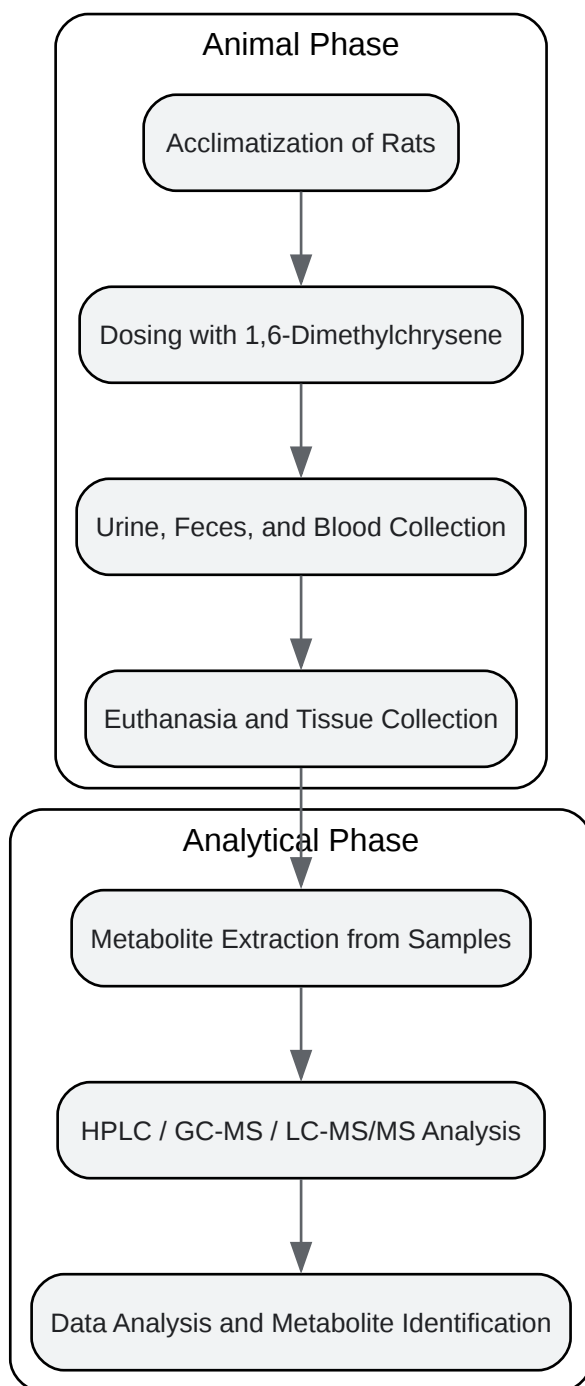 Animal Phase
Acclimatization of Rats
Dosing with 1,6-Dimethylchrysene
Urine, Feces, and Blood Collection
Euthanasia and Tissue Collection
Analytical Phase
Metabolite Extraction from Samples
HPLC / GC-MS / LC-MS/MS Analysis
Data Analysis and Metabolite Identification